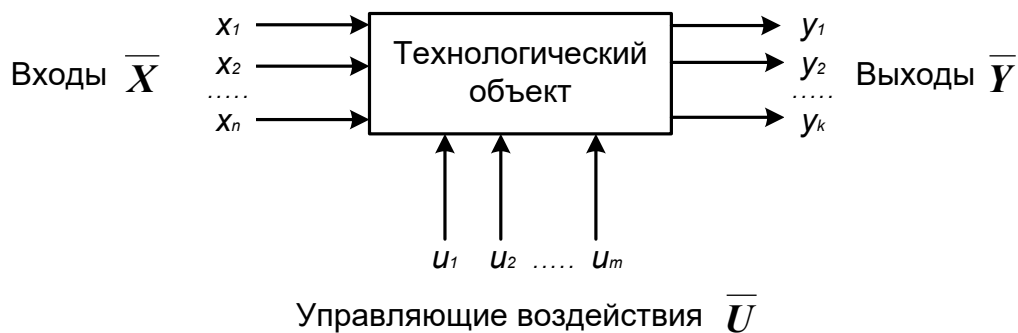 x1 Технологический y1
Входы X x2 объект y2 Выходы Y
..... .....
xn yk
u1 u2 ..... um
Управляющие воздействия U